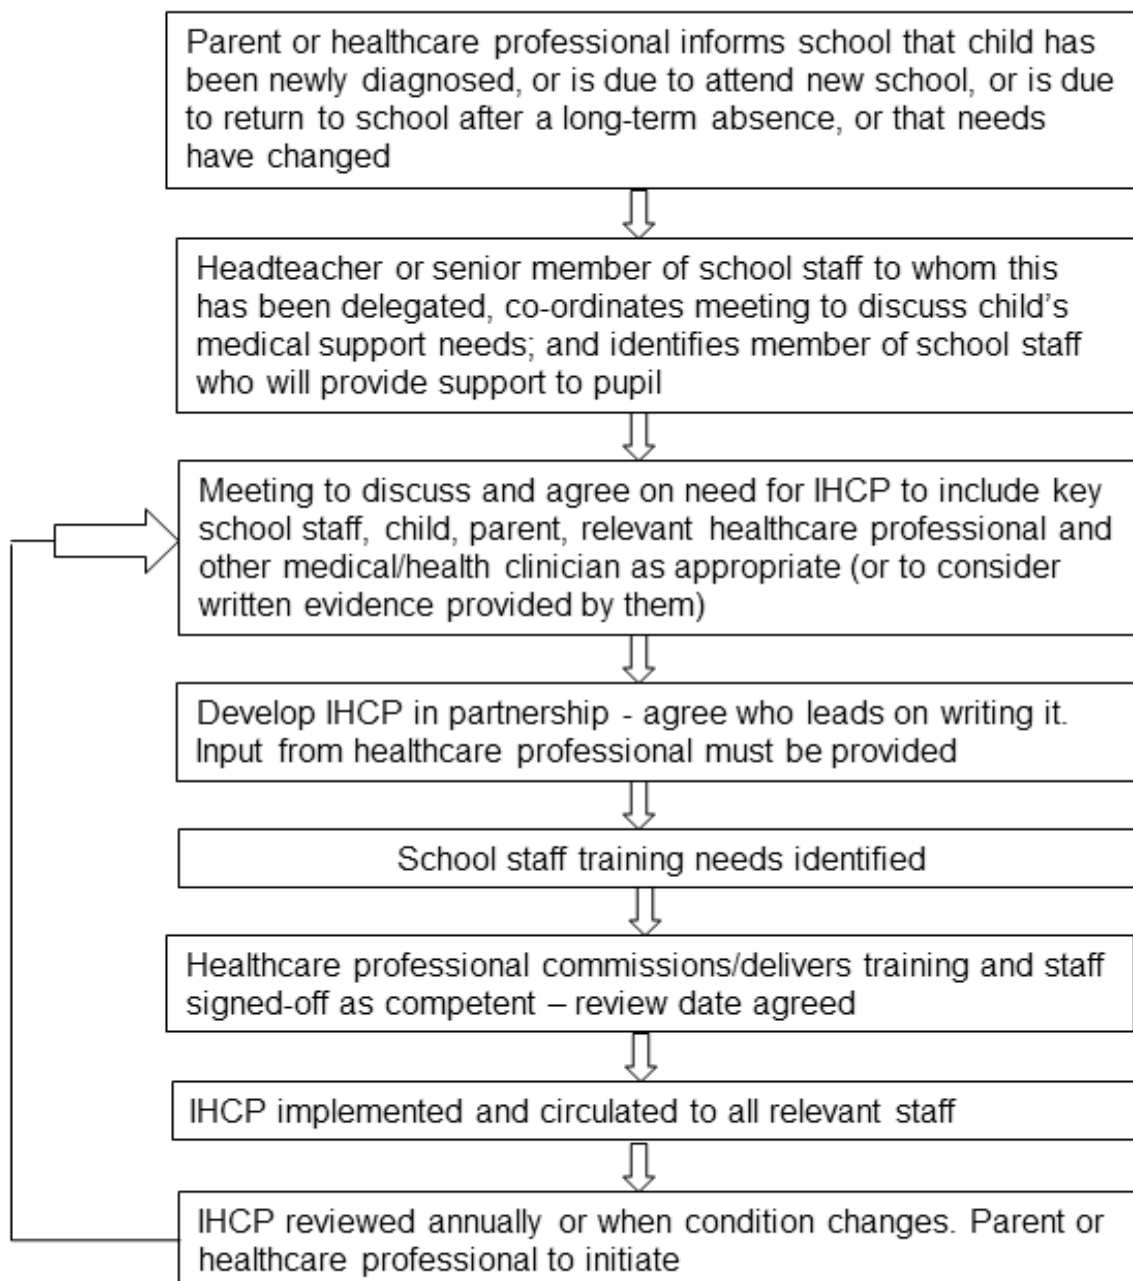 Parent or healthcare professional informs school that child has
been newly diagnosed, or is due to attend new school, or is due
to return to school after a long-term absence, or that needs
have changed
Headteacher or senior member of school staff to whom this
has been delegated, co-ordinates meeting to discuss child’s
medical support needs; and identifies member of school staff
who will provide support to pupil
Meeting to discuss and agree on need for IHCP to include key
school staff, child, parent, relevant healthcare professional and
other medical/health clinician as appropriate (or to consider
written evidence provided by them)
Develop IHCP in partnership - agree who leads on writing it.
Input from healthcare professional must be provided
School staff training needs identified
Healthcare professional commissions/delivers training and staff
signed-off as competent – review date agreed
IHCP implemented and circulated to all relevant staff
IHCP reviewed annually or when condition changes. Parent or
healthcare professional to initiate